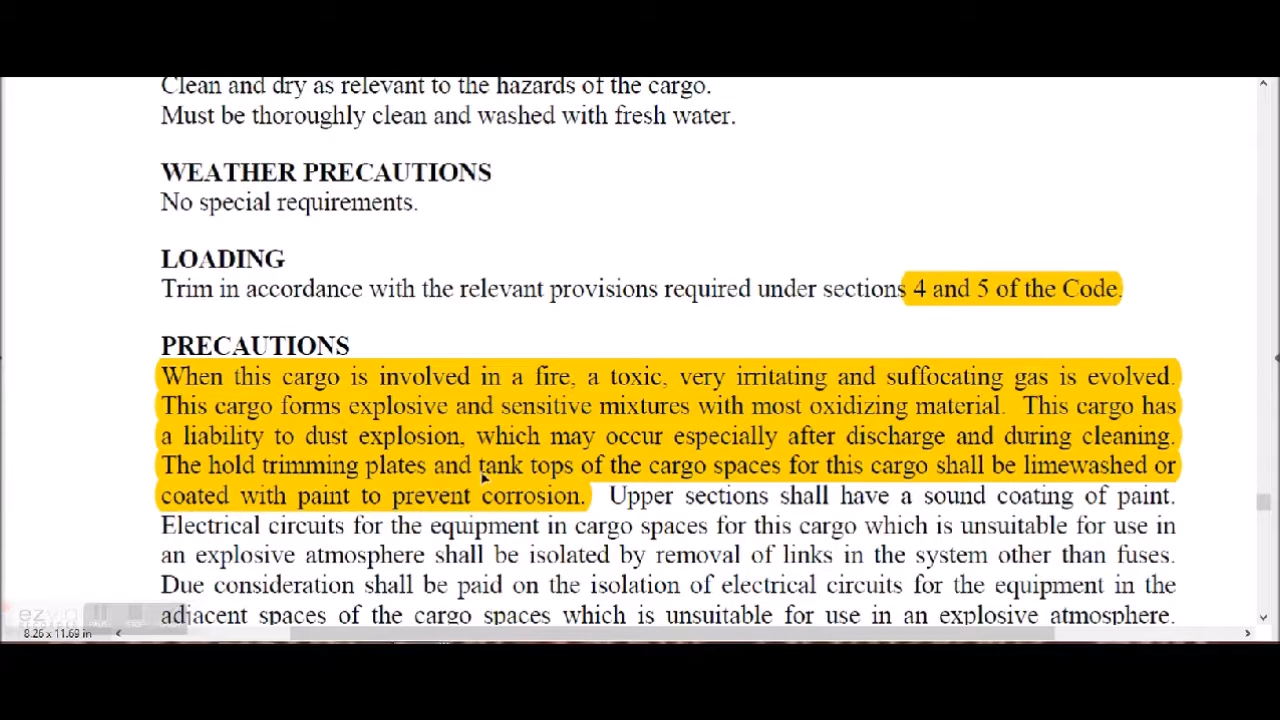 Clean and dry as relevant to the hazards of the cargo.
Must be thoroughly clean and washed with fresh water.
WEATHER PRECAUTIONS
No special requirements.
LOADING
Trim in accordance with the relevant provisions required under sections 4 and 5 of the Code.
PRECAUTIONS
When this cargo is involved in a fire, a toxic, very irritating and suffocating gas is evolved.
This cargo forms explosive and sensitive mixtures with most oxidizing material. This cargo has
a liability to dust explosion, which may occur especially after discharge and during cleaning.
The hold trimming plates and tank tops of the cargo spaces for this cargo shall be limewashed or
coated with paint to prevent corrosion. Upper sections shall have a sound coating of paint.
Electrical circuits for the equipment in cargo spaces for this cargo which is unsuitable for use in
an explosive atmosphere shall be isolated by removal of links in the system other than fuses.
Due consideration shall be paid on the isolation of electrical circuits for the equipment in the
adjacent spaces of the cargo spaces which is unsuitable for use in an explosive atmosphere.
8.26 x 11.69 in